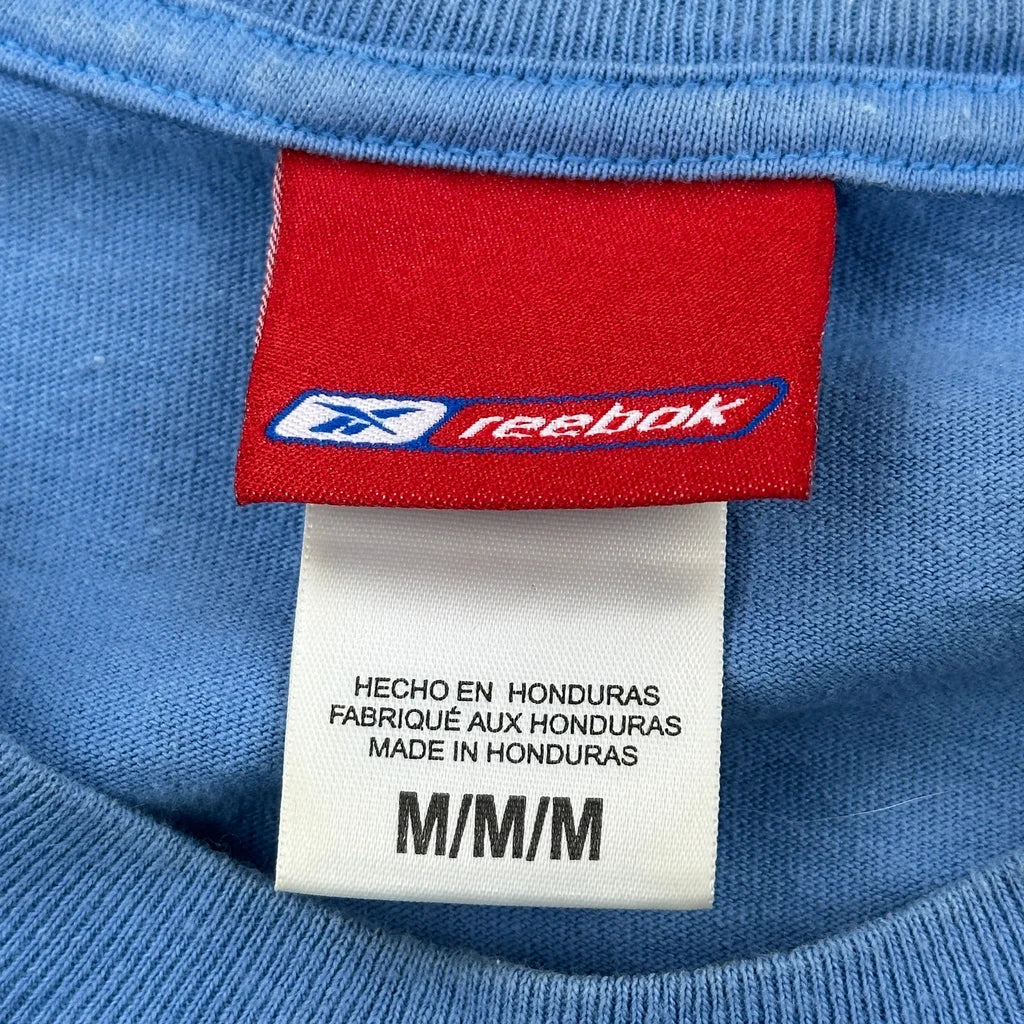 reebok
HECHO EN HONDURAS
FABRIQUÉ AUX HONDURAS
MADE IN HONDURAS
M/M/M